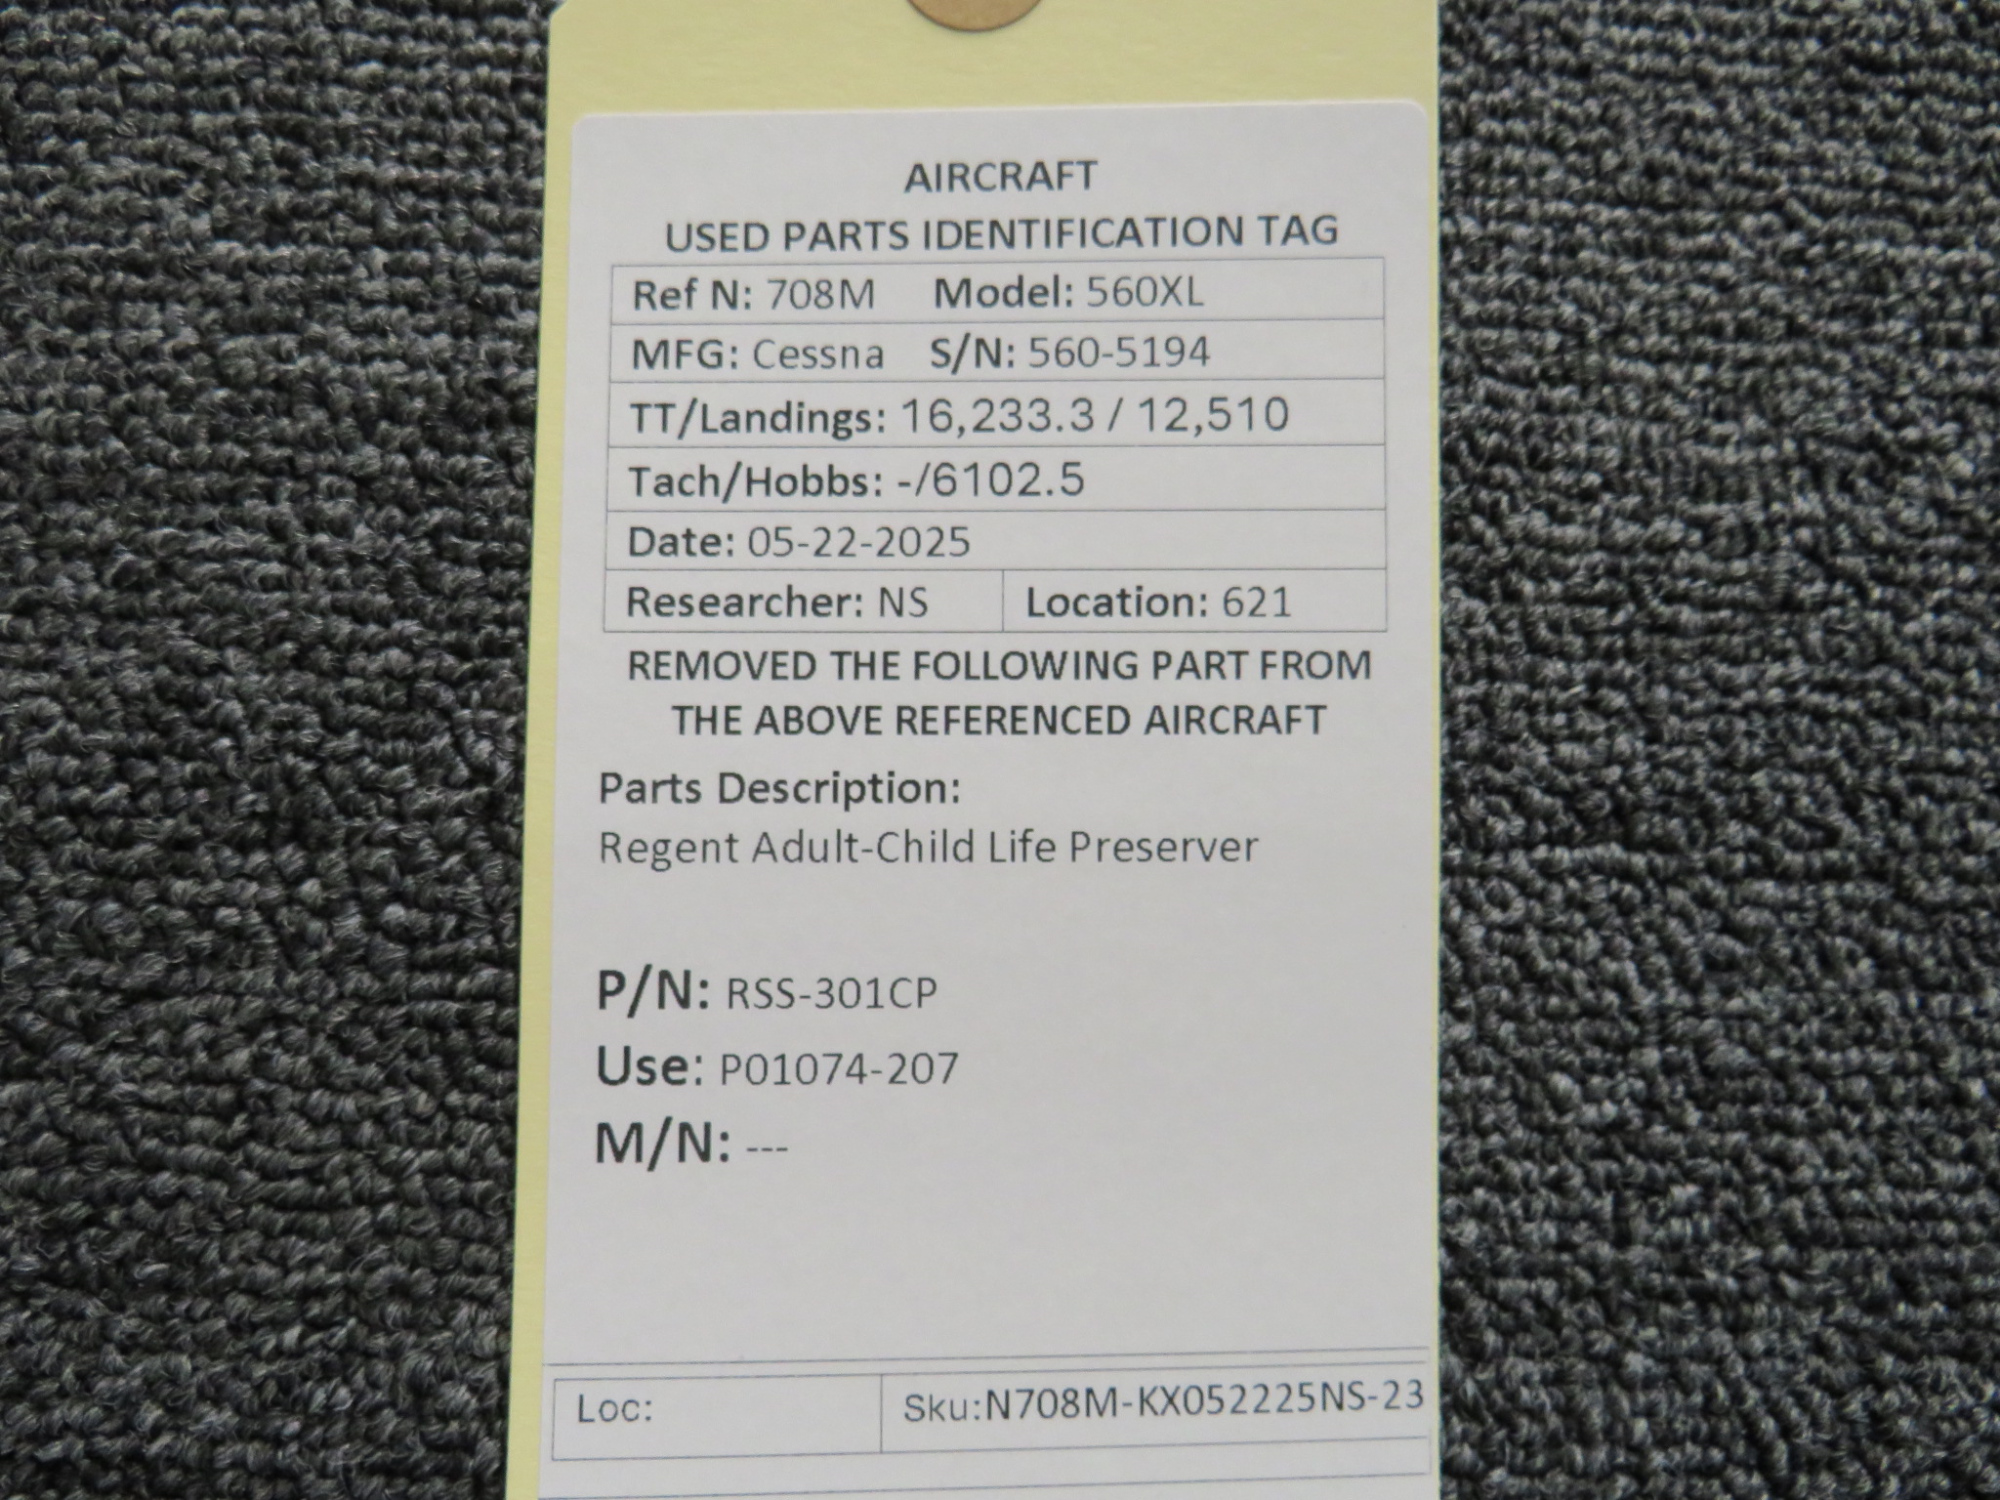 AIRCRAFT
USED PARTS IDENTIFICATION TAG
Ref N: 708M Model: 560XL
MFG: Cessna S/N: 560-5194
TT/Landings: 16,233.3 / 12,510
Tach/Hobbs: -/6102.5
Date: 05-22-2025
Researcher: NS Location: 621
REMOVED THE FOLLOWING PART FROM
THE ABOVE REFERENCED AIRCRAFT
Parts Description:
Regent Adult-Child Life Preserver
P/N: RSS-301CP
Use: P01074-207
M/N: ---
Loc: Sku:N708M-KX052225NS-23